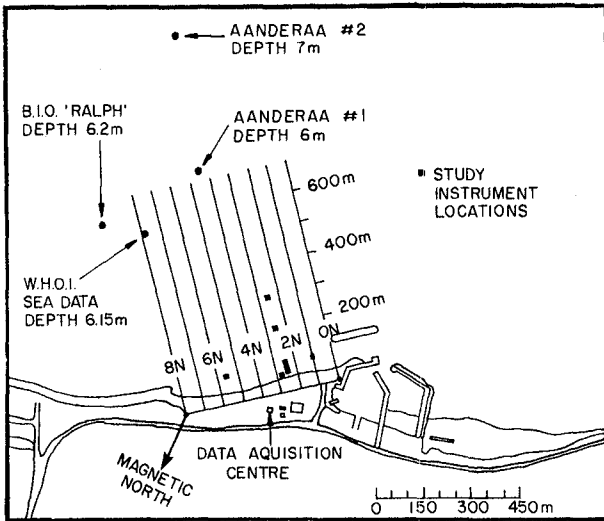 AANDERAA #2
DEPTH 7m
B.I.O. 'RALPH'
DEPTH 6.2m
AANDERAA #1
DEPTH 6m
STUDY
INSTRUMENT
LOCATIONS
600m
400m
200m
W.H.O.I.
SEA DATA
DEPTH 6.15m
8N
6N
4N
2N
0N
MAGNETIC
NORTH
DATA AQUISITION
CENTRE
0 150 300 450m